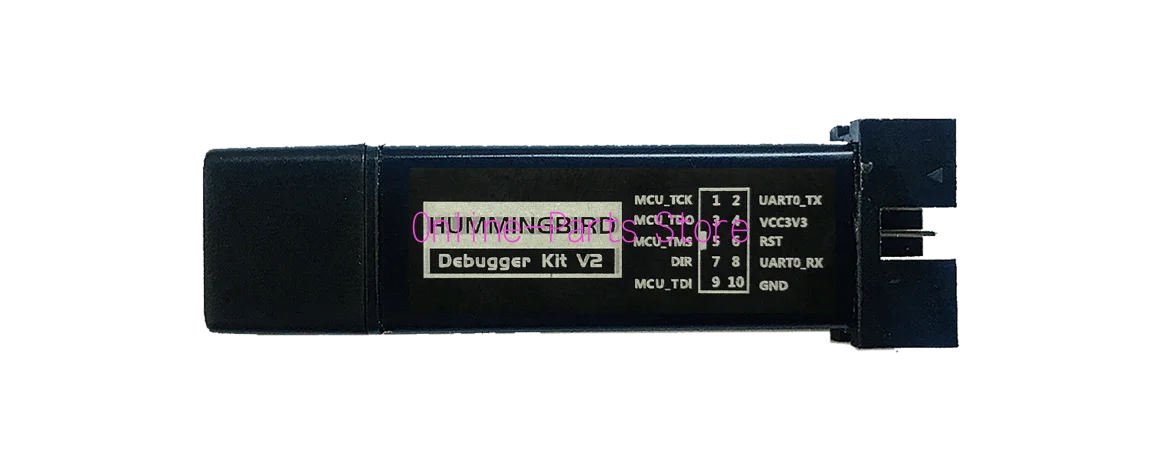 HUMMINGBIRD
Debugger Kit V2
Online-Parts Store
MCU_TCK 1 2 UART0_TX
MCU_TDO 3 4 VCC3V3
MCU_TMS 5 6 RST
DIR 7 8 UART0_RX
MCU_TDI 9 10 GND